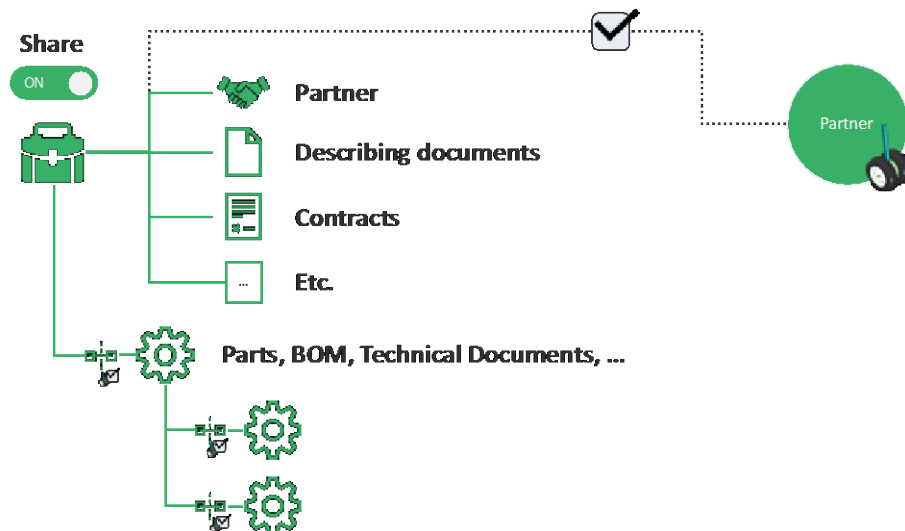 Share
ON
Partner
Partner
Describing documents
Contracts
...
Etc.
Parts, BOM, Technical Documents, ...